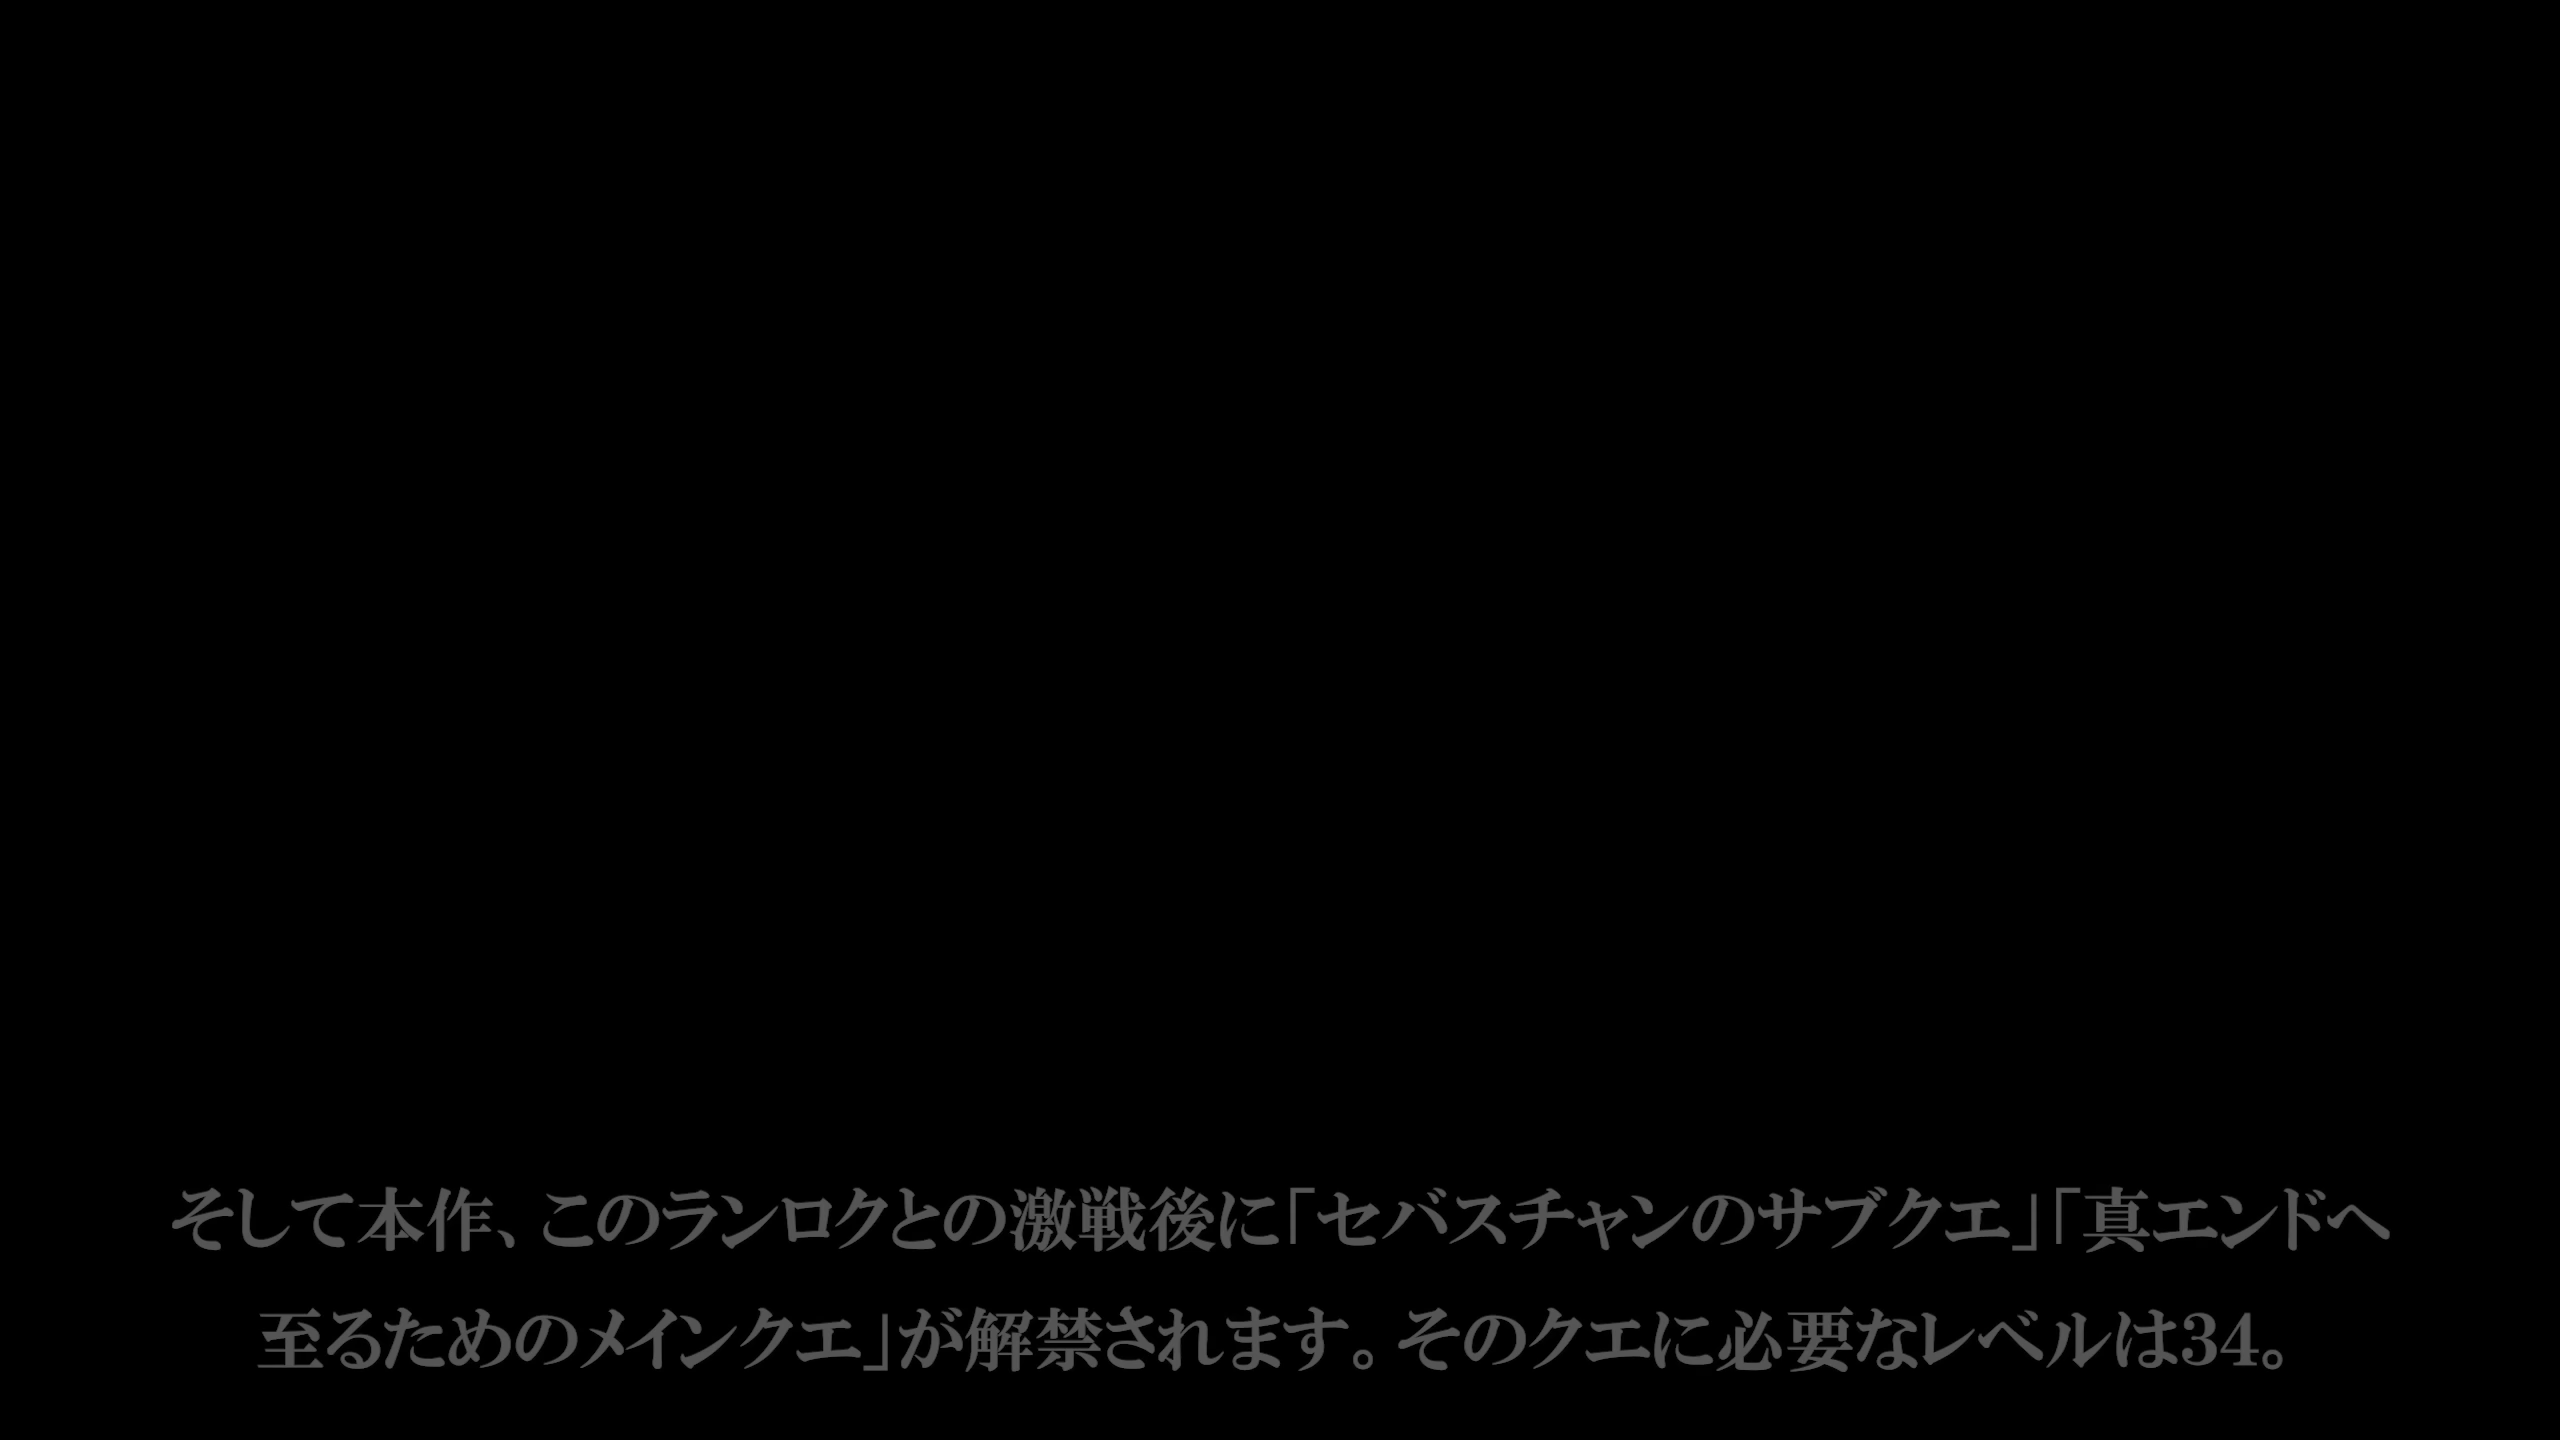 そして本作、このランロクとの激戦後に「セバスチャンのサブクエ」「真エンドへ
至るためのメインクエ」が解禁されます。そのクエに必要なレベルは34。